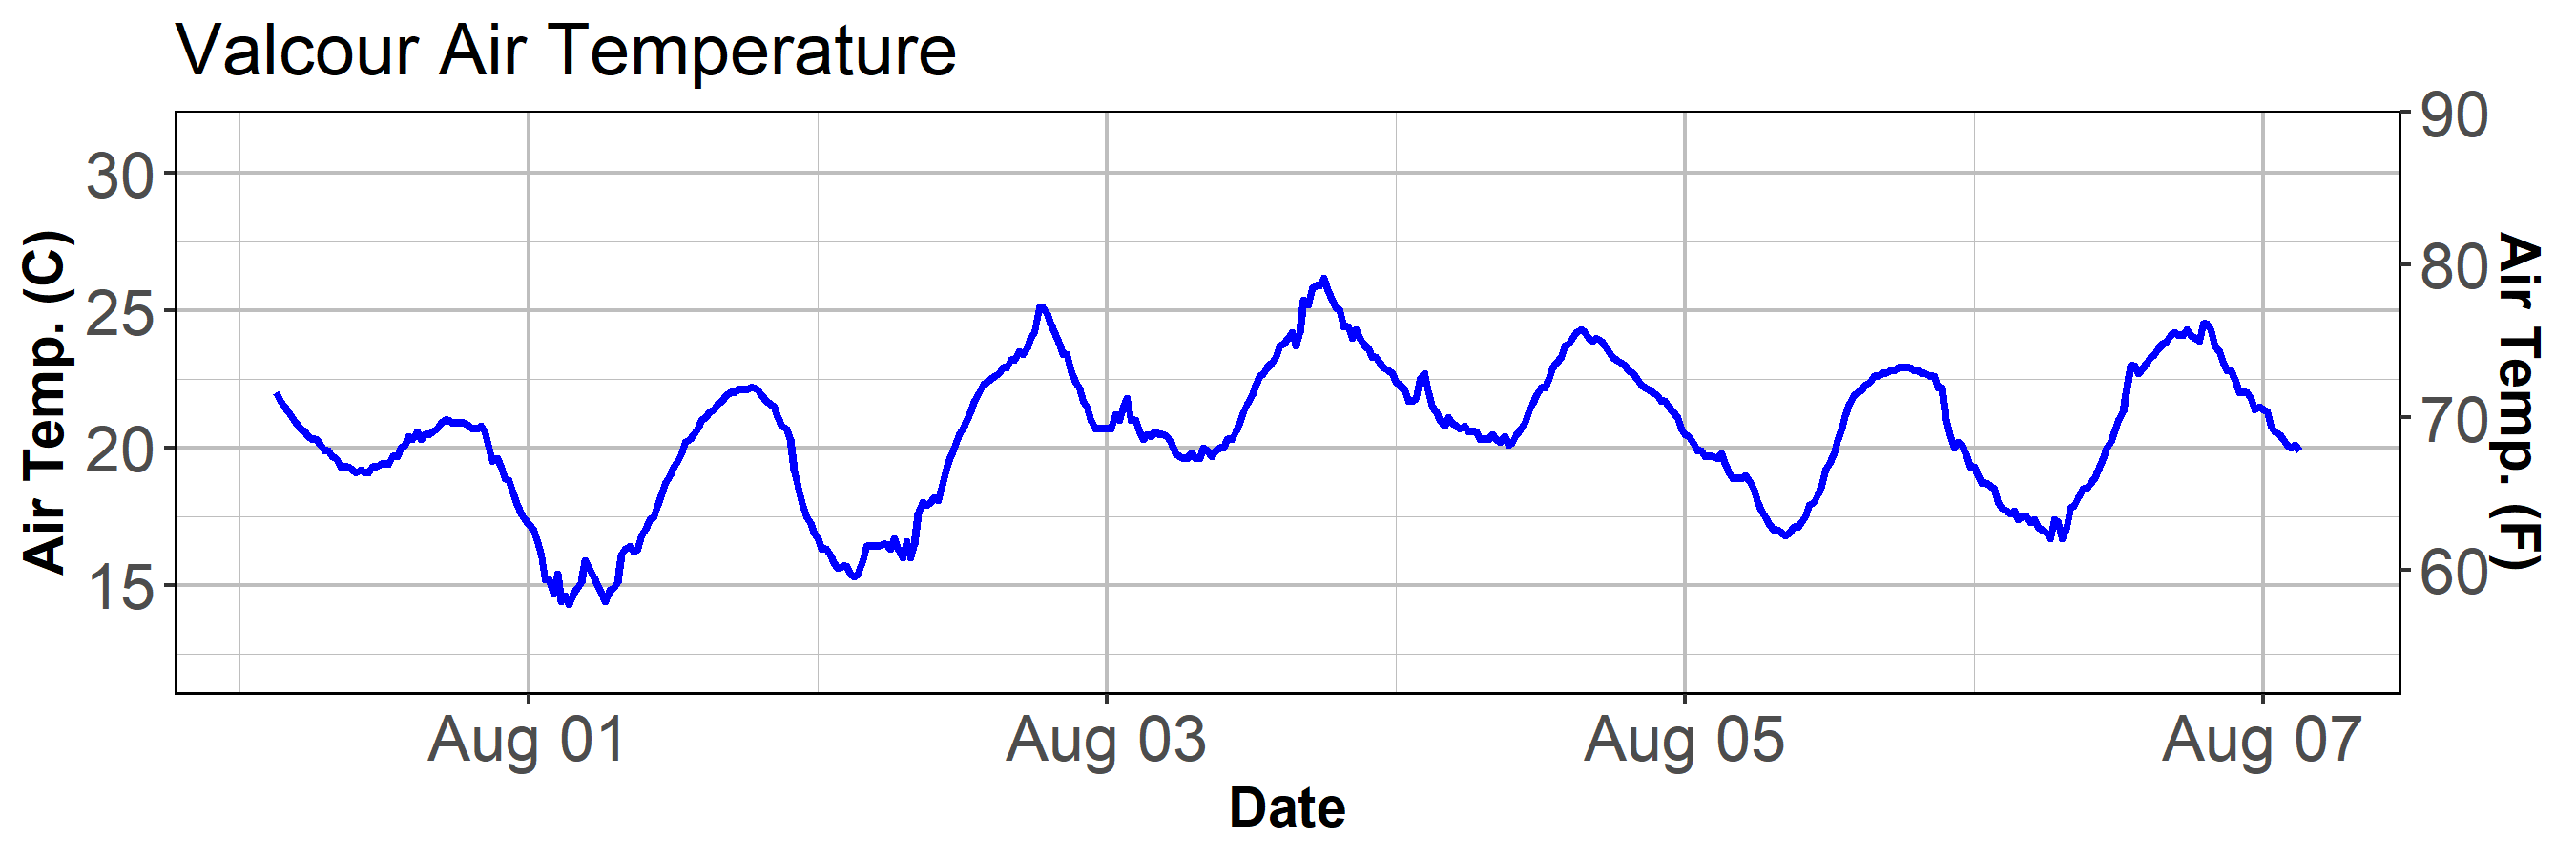 Valcour Air Temperature
Air Temp. (C)
30
25
20
15
90
80
70
60
Air Temp. (F)
Aug 01 Aug 03 Aug 05 Aug 07
Date